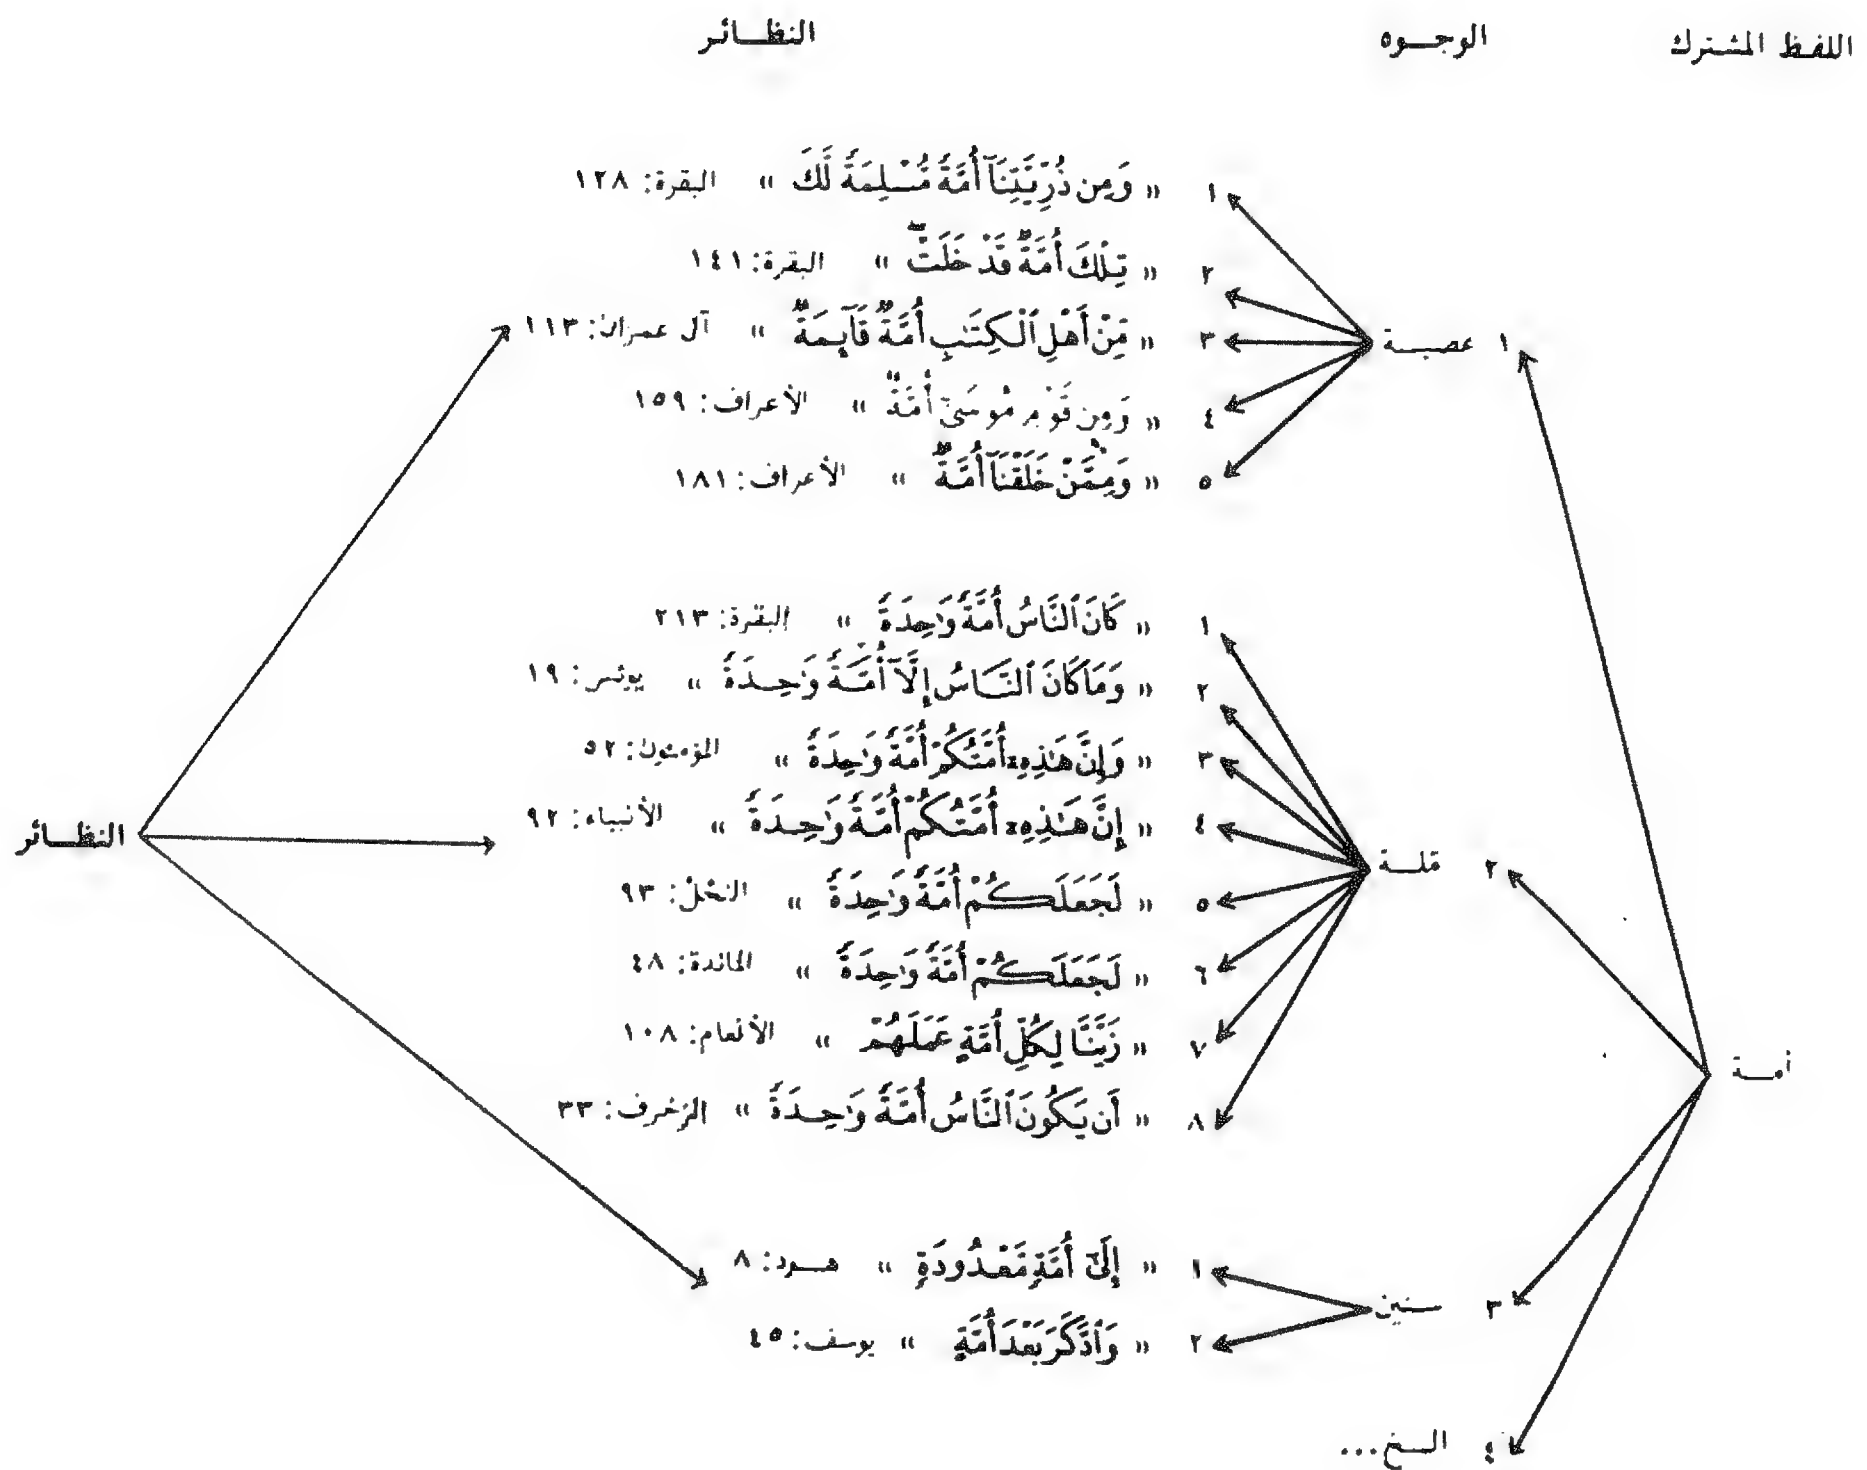 اللفظ المشترك الوجوه النظائر
١ « وَمِن ذُرِّيَّتِنَآ أُمَّةً مُّسْلِمَةً لَّكَ » البقرة: ١٢٨
٢ « تِلْكَ أُمَّةٌ قَدْ خَلَتْ » البقرة: ١٤١
١ عصبة ٣ « مِّنْ أَهْلِ ٱلْكِتَٰبِ أُمَّةٌ قَآئِمَةٌ » آل عمران: ١١٣
٤ « وَمِن قَوْمِ مُوسَىٰٓ أُمَّةٌ » الأعراف: ١٥٩
٥ « وَمِمَّنْ خَلَقْنَآ أُمَّةٌ » الأعراف: ١٨١
١ « كَانَ ٱلنَّاسُ أُمَّةً وَٰحِدَةً » البقرة: ٢١٣
٢ « وَمَا كَانَ ٱلنَّاسُ إِلَّآ أُمَّةً وَٰحِدَةً » يونس: ١٩
٣ « وَإِنَّ هَٰذِهِۦٓ أُمَّتُكُمْ أُمَّةً وَٰحِدَةً » المؤمنون: ٥٢
٤ « إِنَّ هَٰذِهِۦٓ أُمَّتُكُمْ أُمَّةً وَٰحِدَةً » الأنبياء: ٩٢
النظائر
٢ قلة
٥ « لَجَعَلَكُمْ أُمَّةً وَٰحِدَةً » النحل: ٩٣
٦ « لَجَعَلَكُمْ أُمَّةً وَٰحِدَةً » المائدة: ٤٨
٧ « زَيَّنَّا لِكُلِّ أُمَّةٍ عَمَلَهُمْ » الأنعام: ١٠٨
أمة
٨ « أَن يَكُونَ ٱلنَّاسُ أُمَّةً وَٰحِدَةً » الزخرف: ٣٣
١ « إِلَىٰٓ أُمَّةٍ مَّعْدُودَةٍ » هود: ٨
٣ سنين
٢ « وَٱدَّكَرَ بَعْدَ أُمَّةٍ » يوسف: ٤٥
٤ الخ...